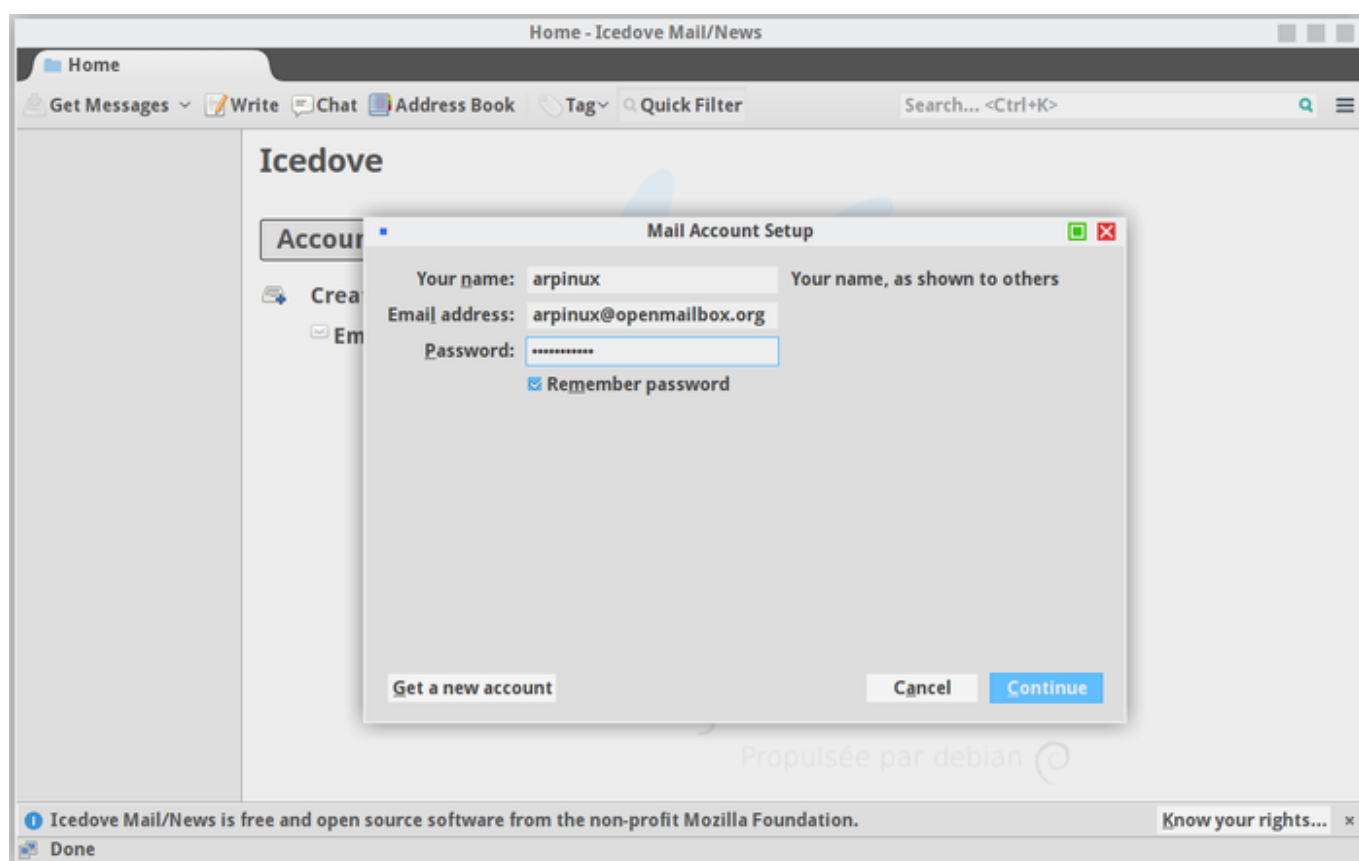 Home - Icedove Mail/News
Home
Get Messages Write Chat Address Book Tag Quick Filter Search... <Ctrl+K>
Icedove
Mail Account Setup
Your name: arpinux Your name, as shown to others
Email address: arpinux@openmailbox.org
Password: •••••••••••
Remember password
Get a new account Cancel Continue
Propulsée par debian
Icedove Mail/News is free and open source software from the non-profit Mozilla Foundation. Know your rights... ×
Done